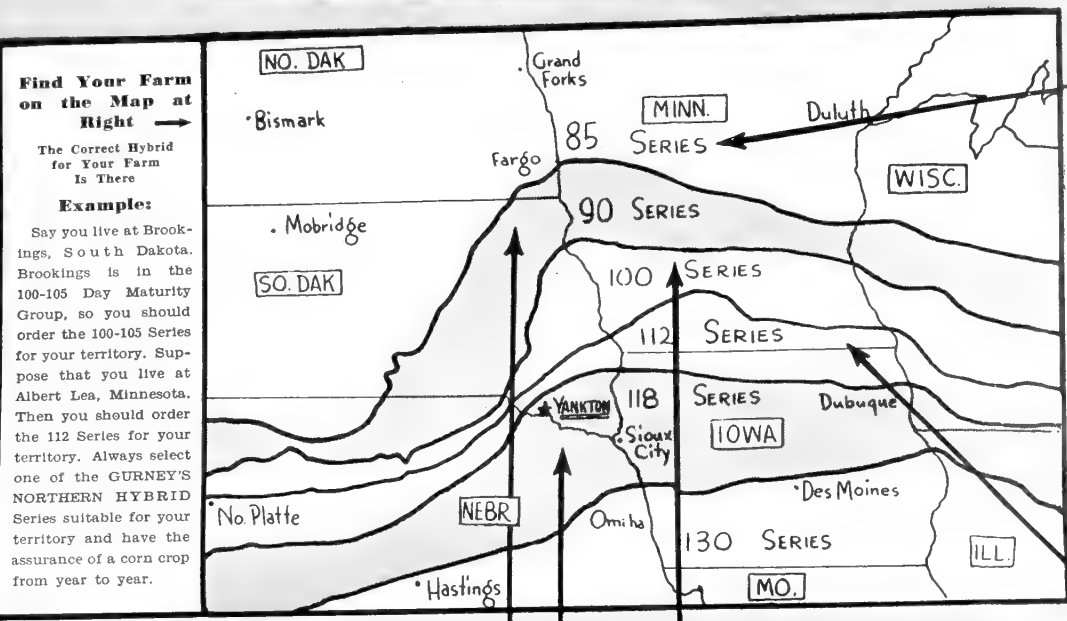 Find Your Farm
on the Map at
Right
The Correct Hybrid
for Your Farm
Is There
Example:
Say you live at Brook-
ings, South Dakota.
Brookings is in the
100-105 Day Maturity
Group, so you should
order the 100-105 Series
for your territory. Sup-
pose that you live at
Albert Lea, Minnesota.
Then you should order
the 112 Series for your
territory. Always select
one of the GURNEY'S
NORTHERN HYBRID
Series suitable for your
territory and have the
assurance of a corn crop
from year to year.
NO. DAK
Grand
Forks
Bismark
MINN.
Duluth
85 SERIES
Fargo
WISC.
90 SERIES
Mobridge
SO. DAK
100 SERIES
112 SERIES
118 SERIES
YANKTON
Dubuque
Sioux
City
IOWA
No. Platte
NEBR
Omiha
Des Moines
130 SERIES
ILL.
Hastings
MO.